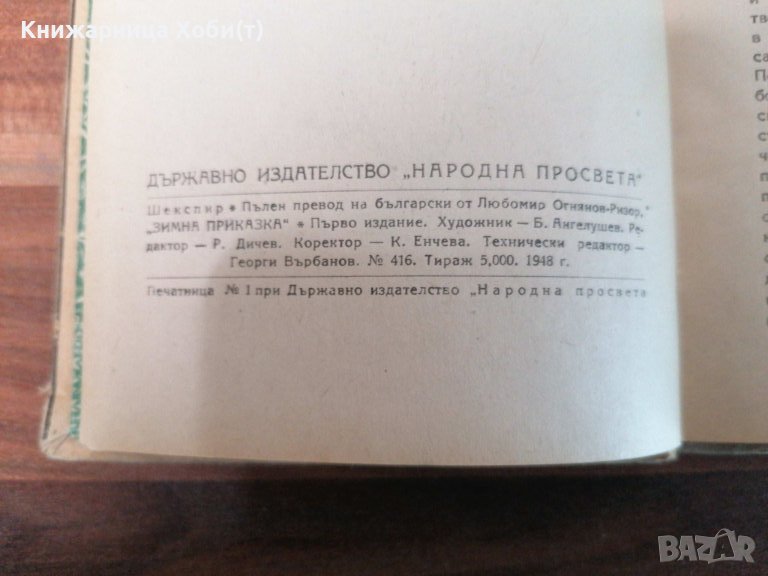 Книжарница Хоби(т)
ДЪРЖАВНО ИЗДАТЕЛСТВО „НАРОДНА ПРОСВЕТА“
Шекспир • Пълен превод на български от Любомир Огнянов-Ризор,
„ЗИМНА ПРИКАЗКА“ • Първо издание. Художник — Б. Ангелушев. Ре-
дактор — Р. Дичев. Коректор — К. Енчева. Технически редактор —
Георги Върбанов. № 416. Тираж 5,000. 1948 г.
Печатница № 1 при Държавно издателство „Народна просвета
BAZAR